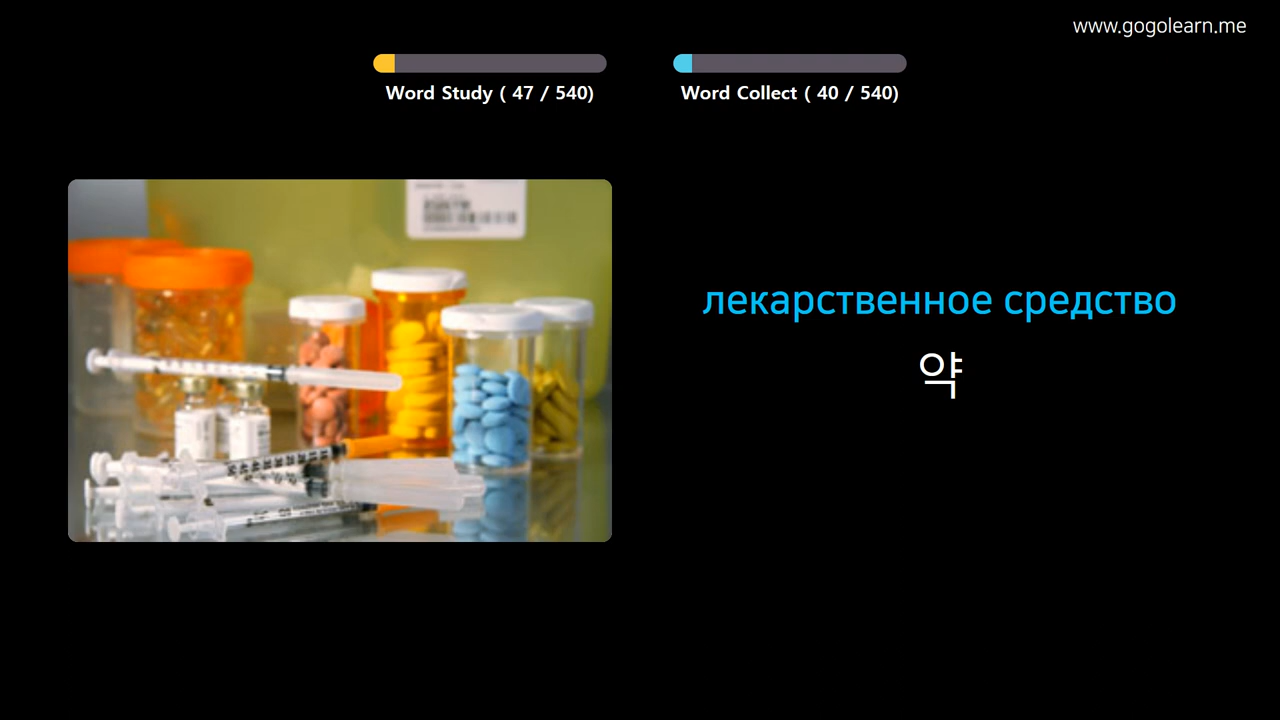 www.gogolearn.me
Word Study ( 47 / 540)
Word Collect ( 40 / 540)
лекарственное средство
약